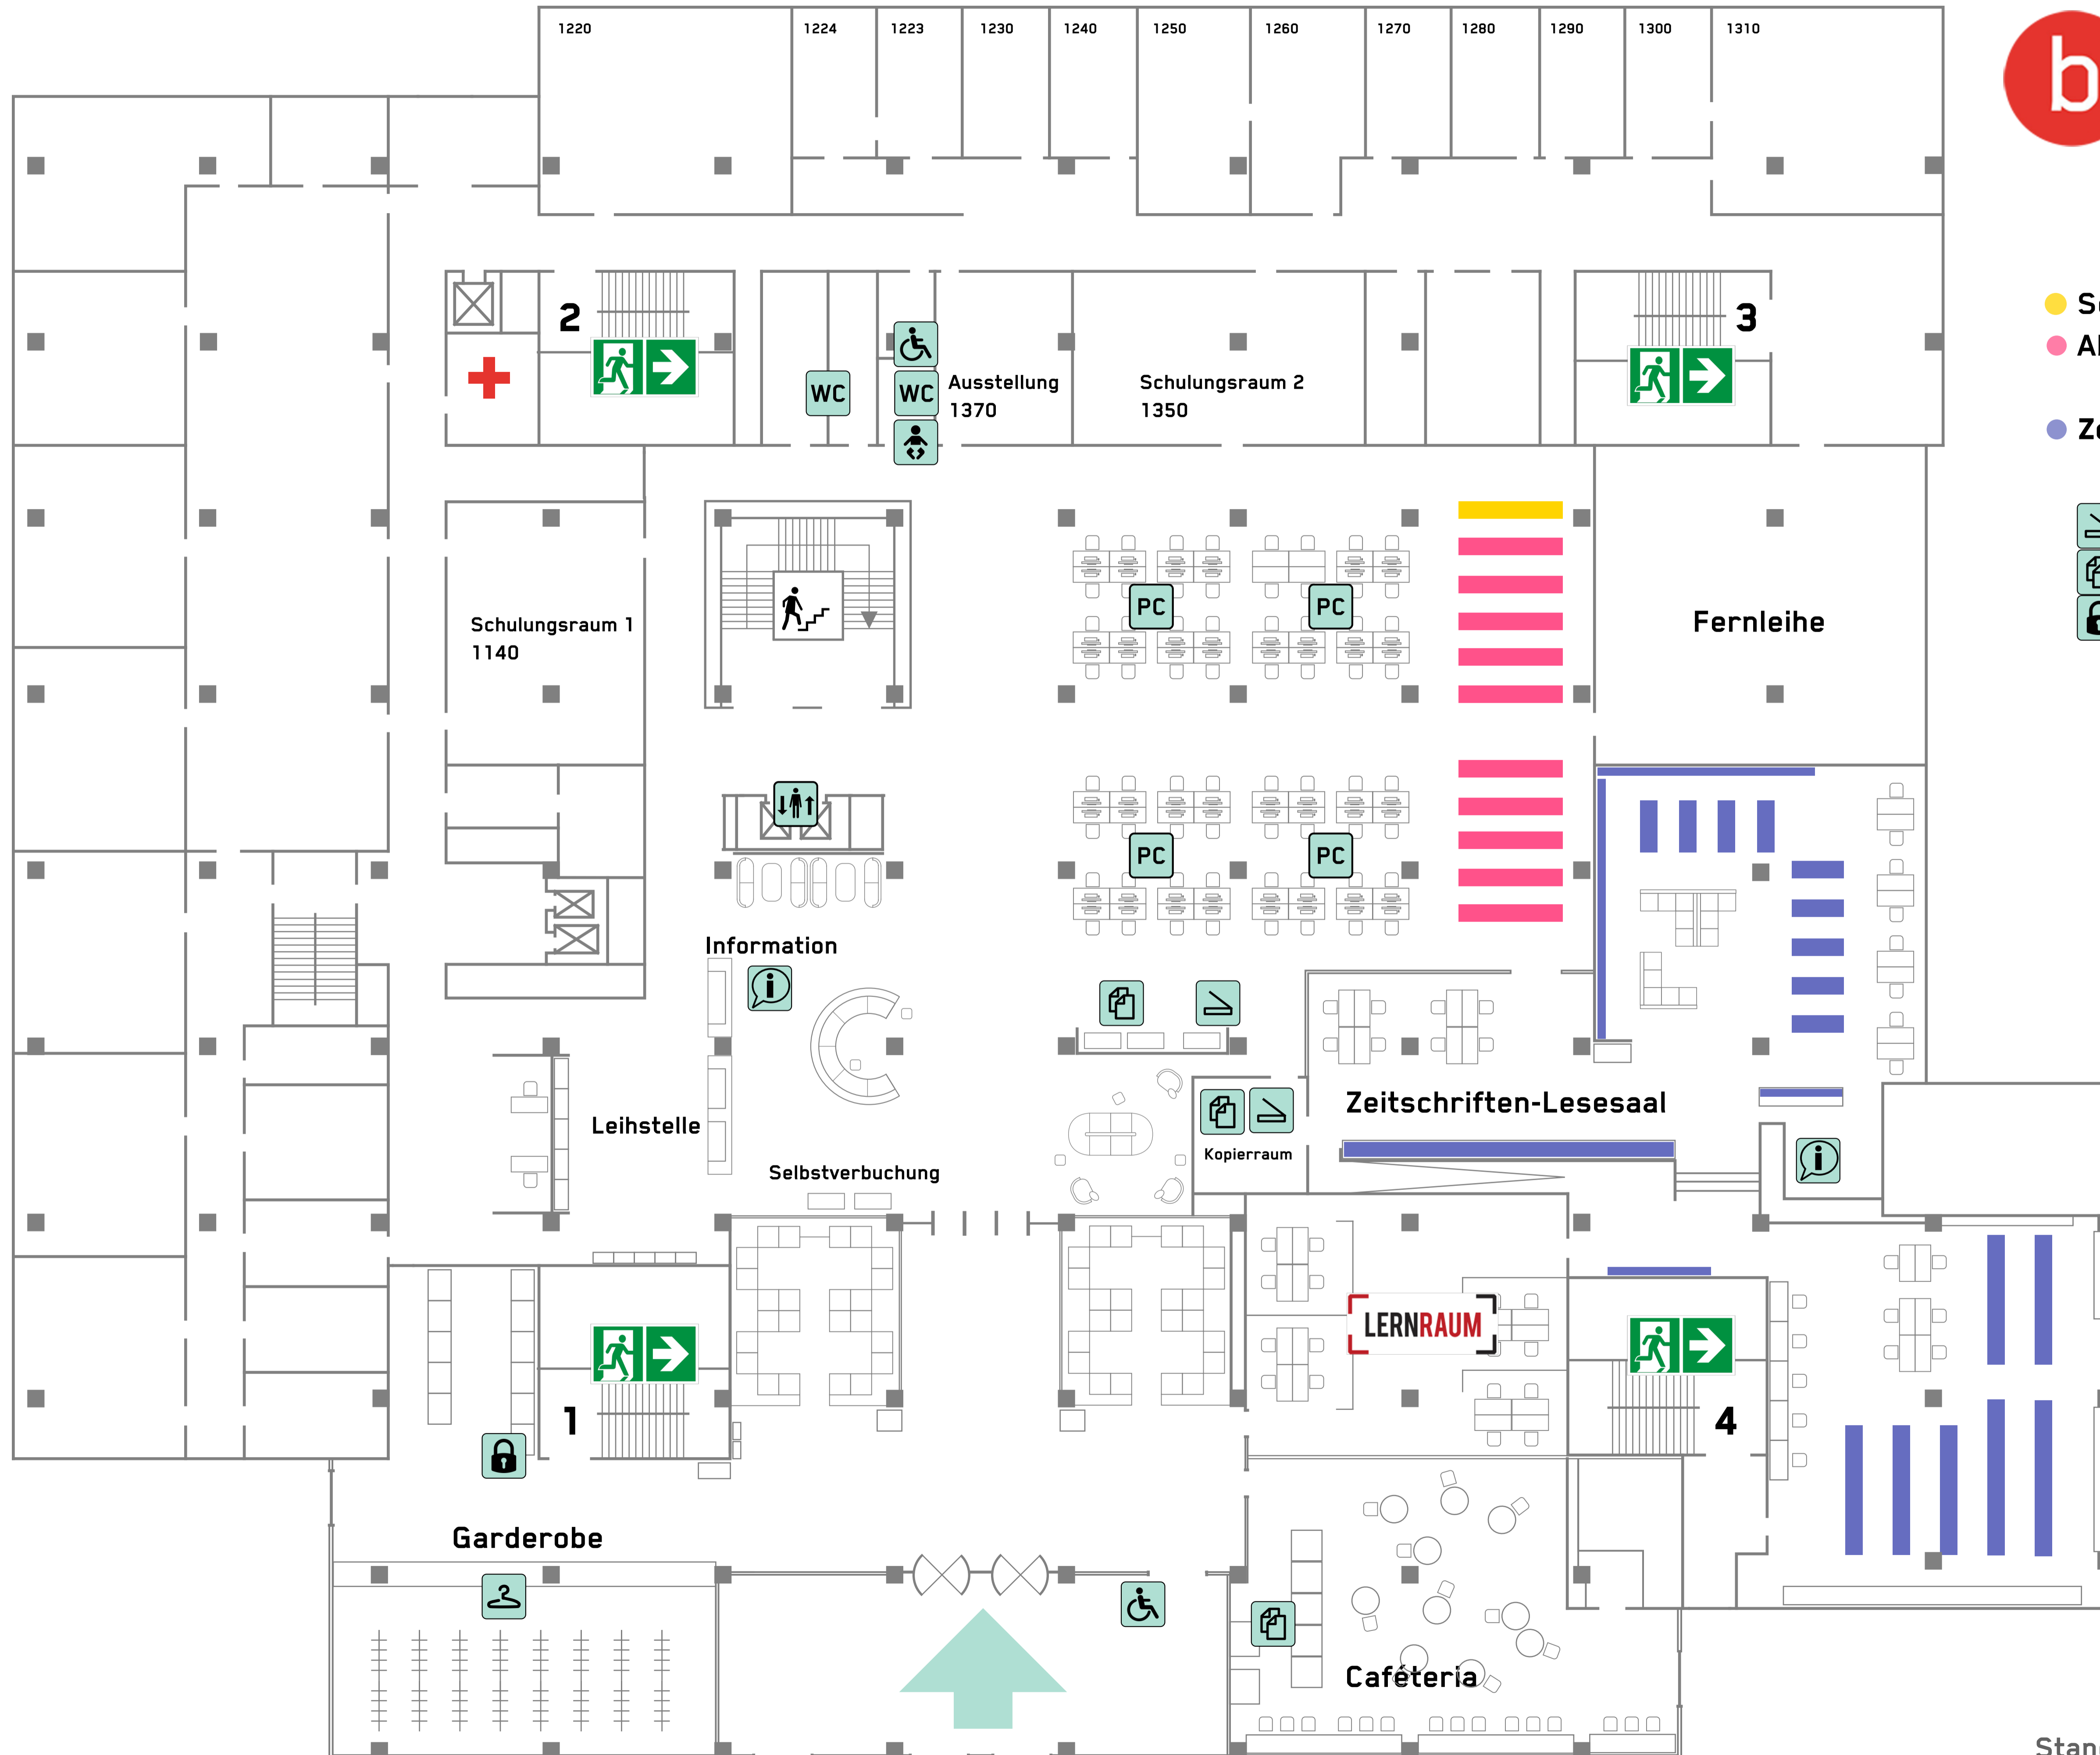 1220
1224
1223
1230
1240
1250
1260
1270
1280
1290
1300
1310
b
2
3
WC
WC
Ausstellung
1370
Schulungsraum 2
1350
Schulungsraum 1
1140
PC
PC
Fernleihe
PC
PC
Information
Leihstelle
Selbstverbuchung
Zeitschriften-Lesesaal
Kopierraum
LERNRAUM
1
4
Garderobe
Cafeteria